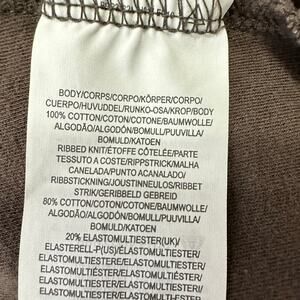 BODY/CORPS/CORPO/KÖRPER/CORPO/
CUERPO/HUVUDDEL/RUNKO-OSA/KROP/BODY
100% COTTON/COTON/COTONE/BAUMWOLLE/
ALGODÃO/ALGODÓN/BOMULL/PUUVILLA/
BOMULD/KATOEN
RIBBED KNIT/ÉTOFFE CÔTELÉE/PARTE
TESSUTO A COSTE/RIPPSTRICK/MALHA
CANELADA/PUNTO ACANALADO/
RIBBSTICKNING/JOUSTINNEULOS/RIBBET
STRIK/GERIBBELD GEBREID
80% COTTON/COTON/COTONE/BAUMWOLLE/
ALGODÃO/ALGODÓN/BOMULL/PUUVILLA/
BOMULD/KATOEN
20% ELASTOMULTIESTER(UK)/
ELASTERELL-P(US)/ÉLASTOMULTIESTER/
ELASTOMULTIESTERE/ELASTOMULTIESTER/
ELASTOMULTIÉSTER/ELASTOMULTIESTER/